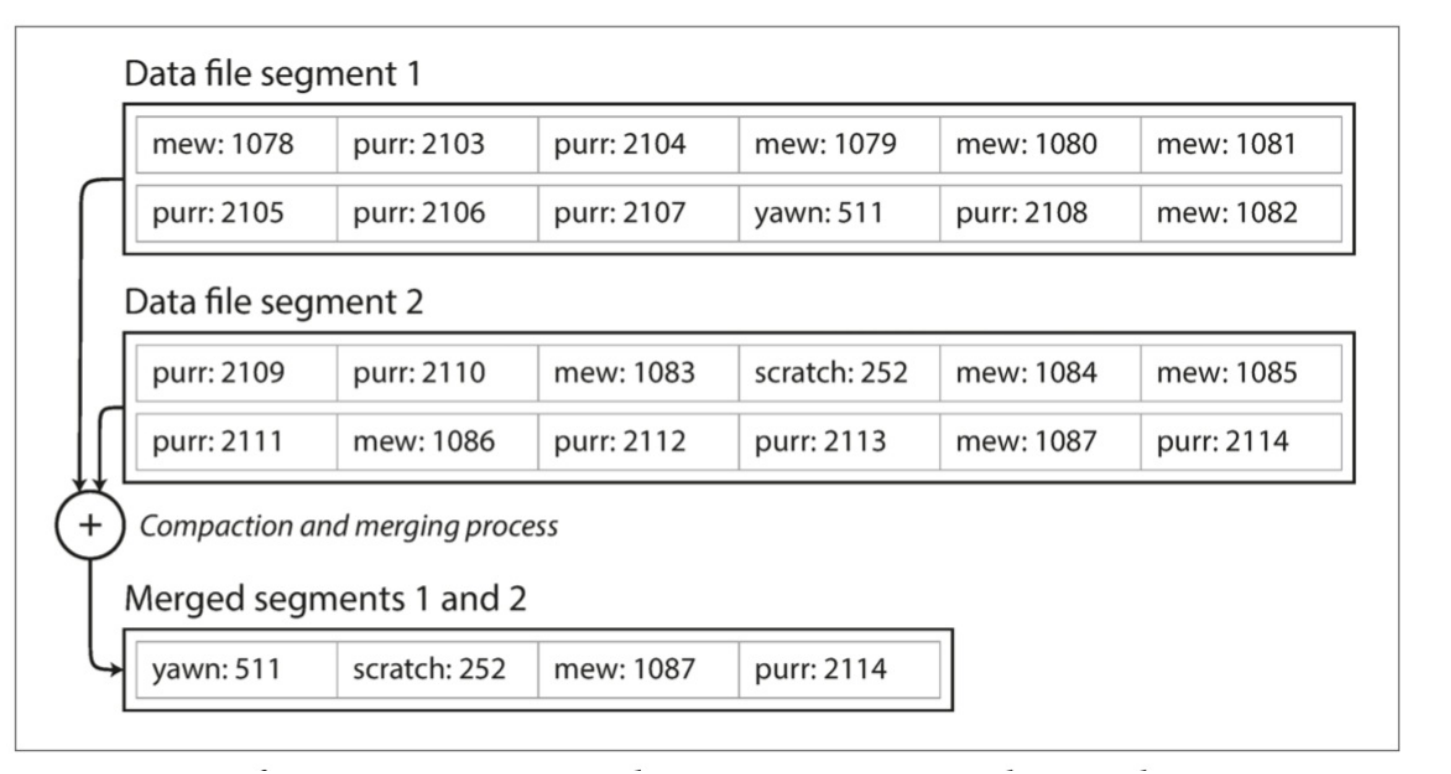 Data file segment 1
mew: 1078 purr: 2103 purr: 2104 mew: 1079 mew: 1080 mew: 1081
purr: 2105 purr: 2106 purr: 2107 yawn: 511 purr: 2108 mew: 1082
Data file segment 2
purr: 2109 purr: 2110 mew: 1083 scratch: 252 mew: 1084 mew: 1085
purr: 2111 mew: 1086 purr: 2112 purr: 2113 mew: 1087 purr: 2114
+ Compaction and merging process
Merged segments 1 and 2
yawn: 511 scratch: 252 mew: 1087 purr: 2114